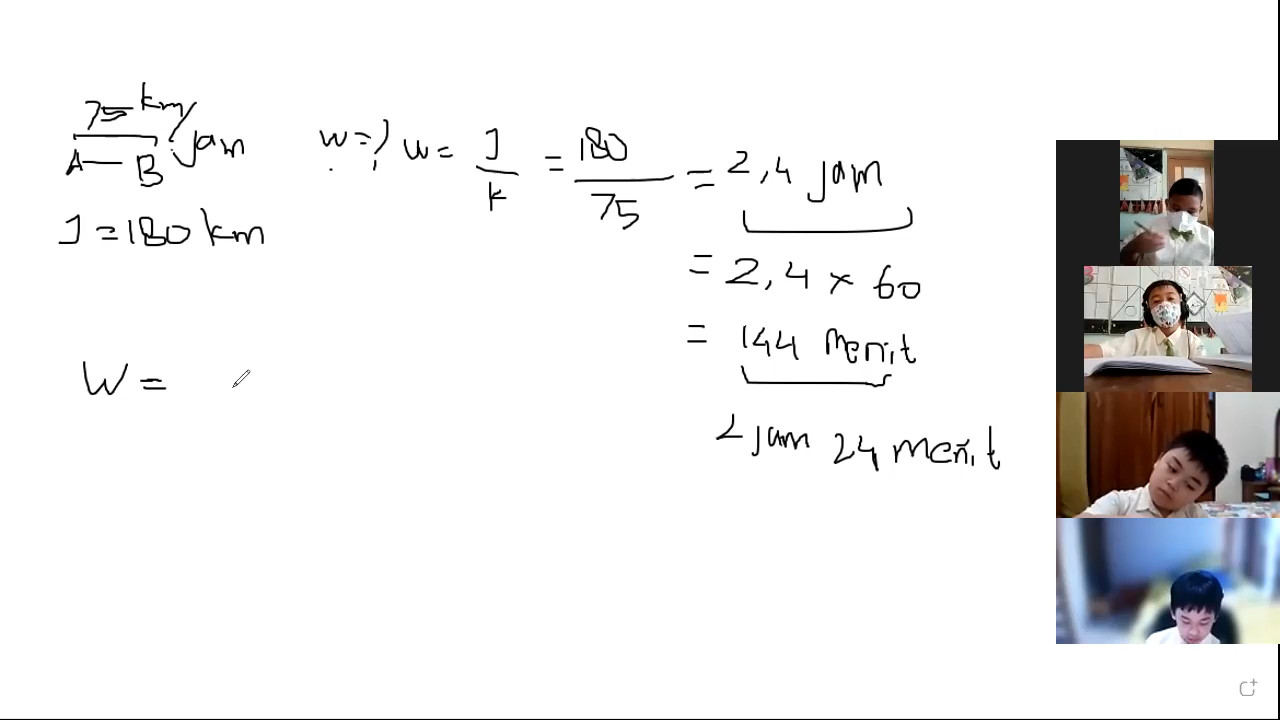 75 km/jam
A — B
J = 180 km
w = ? w = J/k = 180/75 = 2,4 jam
= 2,4 x 60
= 144 menit
2 jam 24 menit
W =